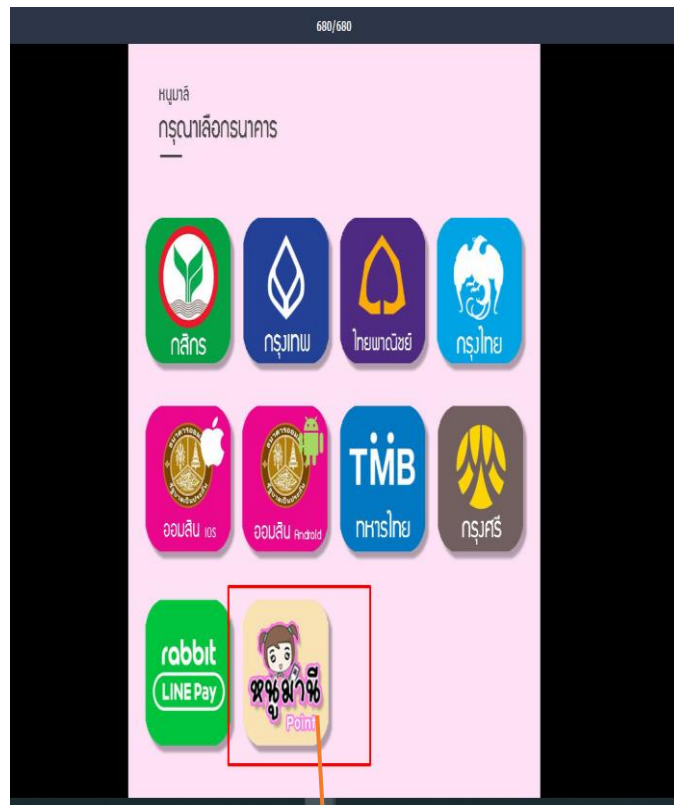 680/680
หนูมาลี
กรุณาเลือกธนาคาร
กสิกร
กรุงเทพ
ไทยพาณิชย์
กรุงไทย
ออมสิน IOS
ออมสิน Android
TMB
ทหารไทย
กรุงศรี
rabbit
LINE Pay
หนูมานี
Point